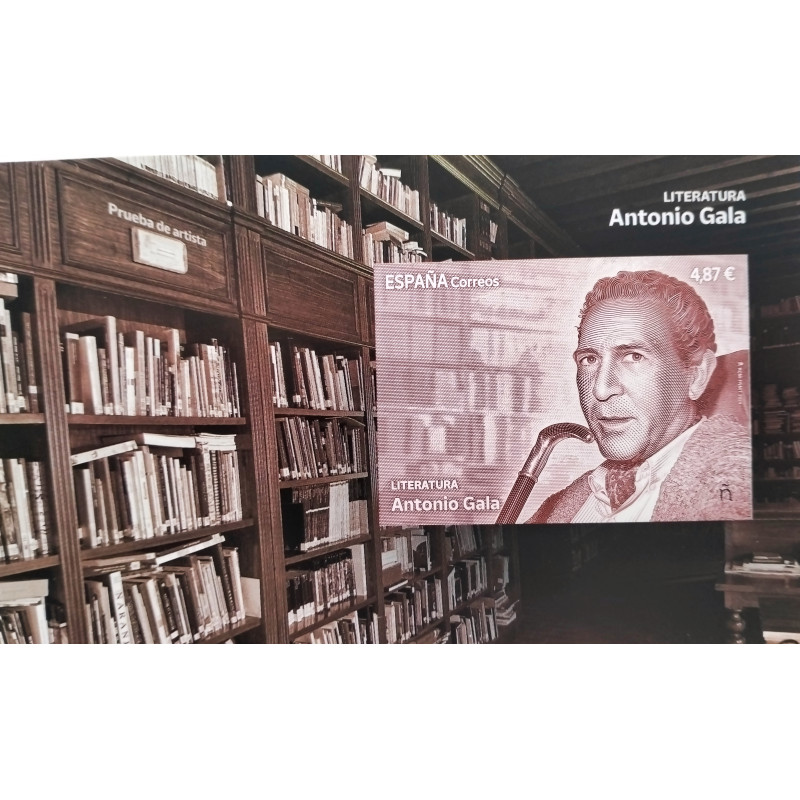 Prueba de artista
LITERATURA
Antonio Gala
ESPAÑA Correos
4,87 €
LITERATURA
Antonio Gala
ñ